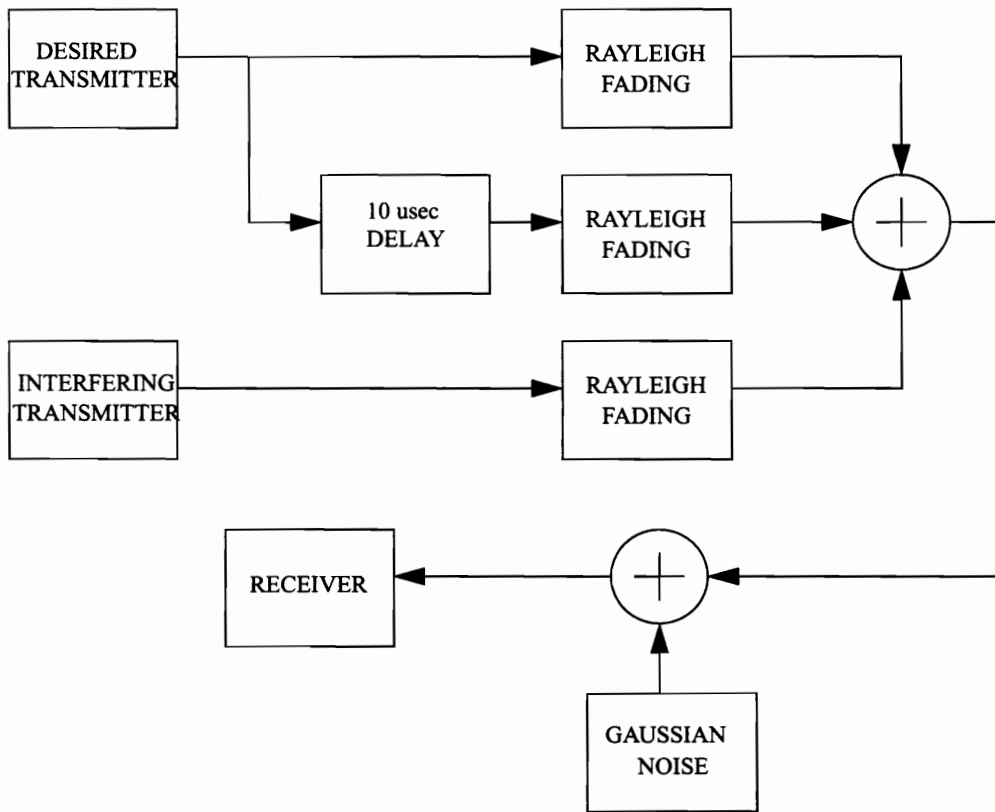 DESIRED
TRANSMITTER
RAYLEIGH
FADING
10 usec
DELAY
RAYLEIGH
FADING
INTERFERING
TRANSMITTER
RAYLEIGH
FADING
RECEIVER
GAUSSIAN
NOISE